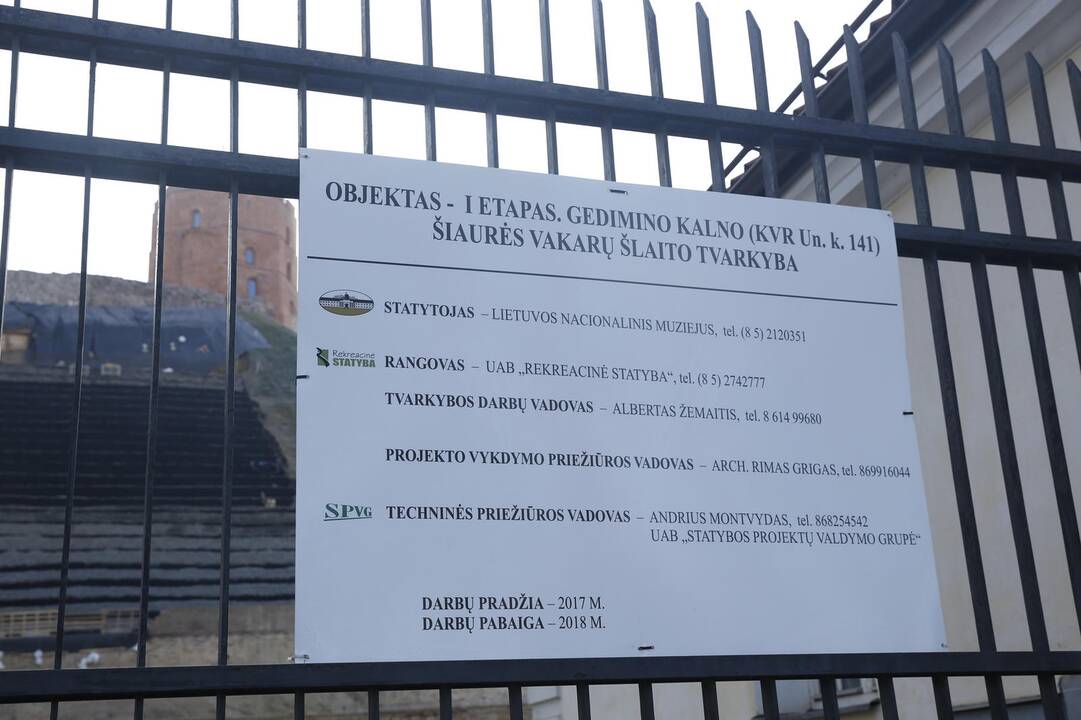 OBJEKTAS - I ETAPAS. GEDIMINO KALNO (KVR Un. k. 141)
ŠIAURĖS VAKARŲ ŠLAITO TVARKYBA
STATYTOJAS – LIETUVOS NACIONALINIS MUZIEJUS, tel. (8 5) 2120351
Rekreacinė
STATYBA
RANGOVAS – UAB „REKREACINĖ STATYBA“, tel. (8 5) 2742777
TVARKYBOS DARBŲ VADOVAS – ALBERTAS ŽEMAITIS, tel. 8 614 99680
PROJEKTO VYKDYMO PRIEŽIŪROS VADOVAS – ARCH. RIMAS GRIGAS, tel. 869916044
SPVG
TECHNINĖS PRIEŽIŪROS VADOVAS – ANDRIUS MONTVYDAS, tel. 868254542
UAB „STATYBOS PROJEKTŲ VALDYMO GRUPĖ“
DARBŲ PRADŽIA – 2017 M.
DARBŲ PABAIGA – 2018 M.